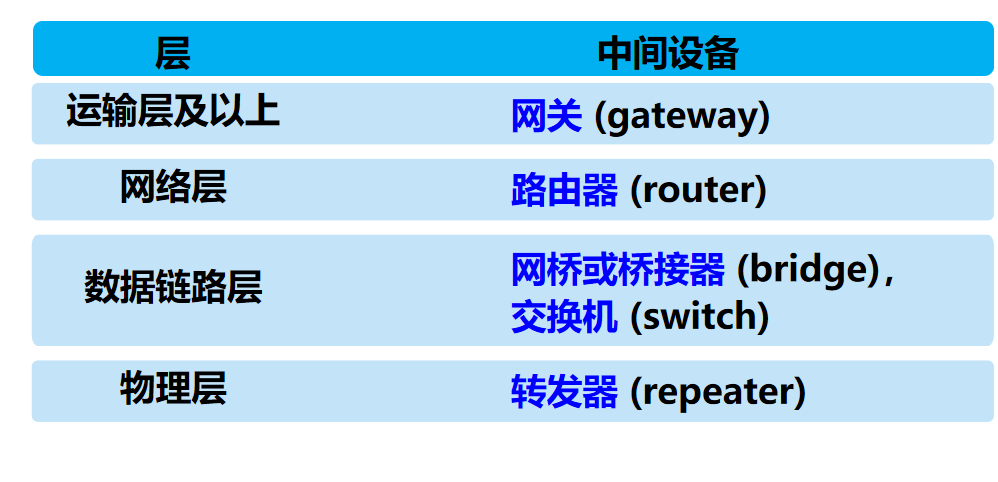 层 中间设备
运输层及以上 网关 (gateway)
网络层 路由器 (router)
数据链路层 网桥或桥接器 (bridge)，
交换机 (switch)
物理层 转发器 (repeater)